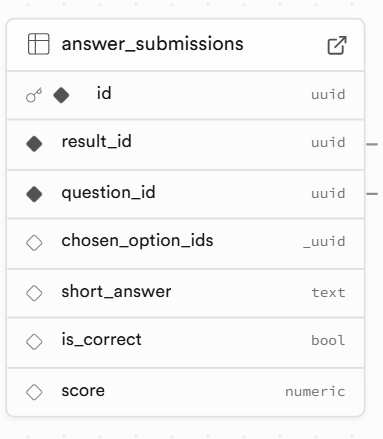 answer_submissions
id uuid
result_id uuid
question_id uuid
chosen_option_ids _uuid
short_answer text
is_correct bool
score numeric